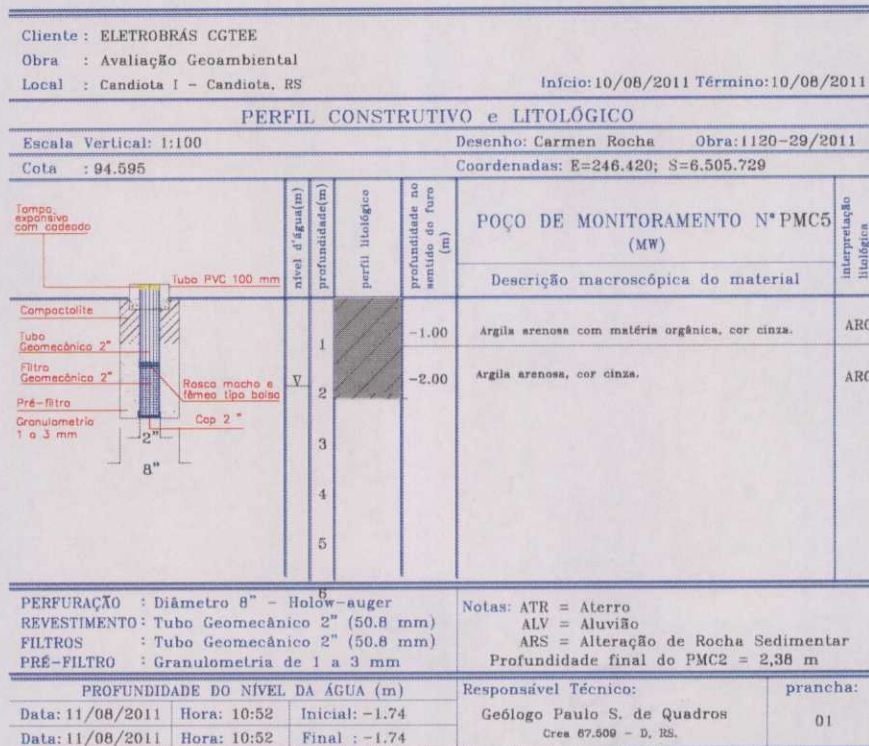 Cliente : ELETROBRÁS CGTEE
Obra : Avaliação Geoambiental
Local : Candiota I - Candiota, RS
Início: 10/08/2011 Término: 10/08/2011
PERFIL CONSTRUTIVO e LITOLÓGICO
Escala Vertical: 1:100
Desenho: Carmen Rocha
Obra: 1120-29/2011
Cota : 94.595
Coordenadas: E=246.420; S=6.505.729
Tampa
expansiva
com cadeado
Tubo PVC 100 mm
Compactolite
Tubo
Geomecânico 2"
Filtro
Geomecânico 2"
Pré-filtro
Granulometria
1 a 3 mm
Rosca macho e
fêmea tipo bolsa
Cap 2 "
2"
8"
nível d'água(m)
profundidade(m)
perfil litológico
profundidade no
sentido do furo
(m)
POÇO DE MONITORAMENTO N° PMC5
(MW)
Descrição macroscópica do material
interpretação
litológica
1
2
3
4
5
6
-1.00
Argila arenosa com matéria orgânica, cor cinza.
-2.00
Argila arenosa, cor cinza.
PERFURAÇÃO : Diâmetro 8" - Holow-auger
REVESTIMENTO: Tubo Geomecânico 2" (50.8 mm)
FILTROS : Tubo Geomecânico 2" (50.8 mm)
PRÉ-FILTRO : Granulometria de 1 a 3 mm
Notas: ATR = Aterro
ALV = Aluvião
ARS = Alteração de Rocha Sedimentar
Profundidade final do PMC2 = 2,38 m
PROFUNDIDADE DO NÍVEL DA ÁGUA (m)
Data: 11/08/2011 Hora: 10:52 Inicial: -1.74
Data: 11/08/2011 Hora: 10:52 Final : -1.74
Responsável Técnico:
Geólogo Paulo S. de Quadros
Crea 67.509 - D, RS.
prancha:
01